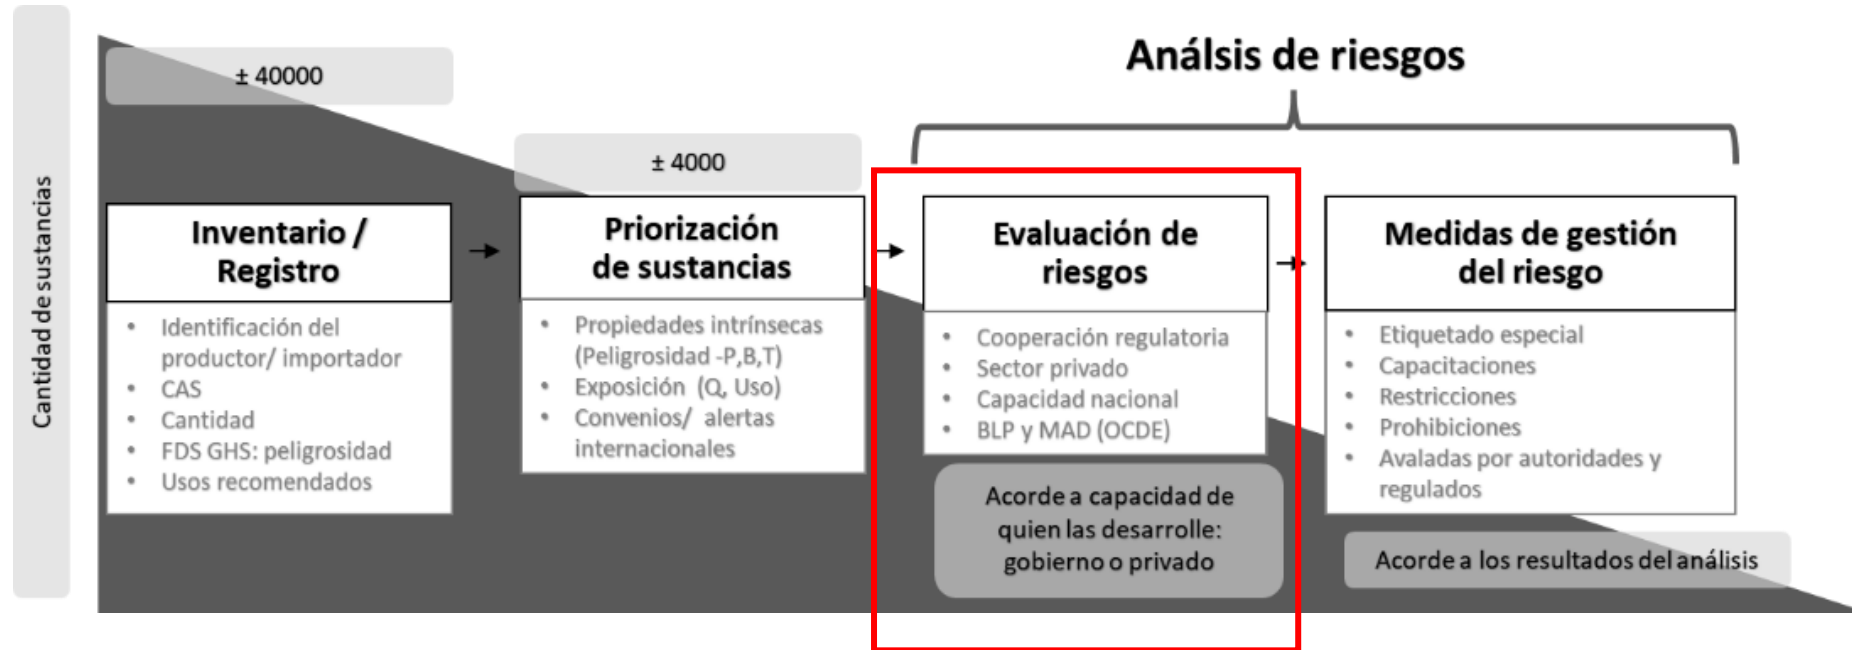 Cantidad de sustancias
± 40000
Inventario /
Registro
• Identificación del
productor/ importador
• CAS
• Cantidad
• FDS GHS: peligrosidad
• Usos recomendados
± 4000
Priorización
de sustancias
• Propiedades intrínsecas
(Peligrosidad -P,B,T)
• Exposición (Q, Uso)
• Convenios/ alertas
internacionales
Análsis de riesgos
Evaluación de
riesgos
• Cooperación regulatoria
• Sector privado
• Capacidad nacional
• BLP y MAD (OCDE)
Acorde a capacidad de
quien las desarrolle:
gobierno o privado
Medidas de gestión
del riesgo
• Etiquetado especial
• Capacitaciones
• Restricciones
• Prohibiciones
• Avaladas por autoridades y
regulados
Acorde a los resultados del análisis